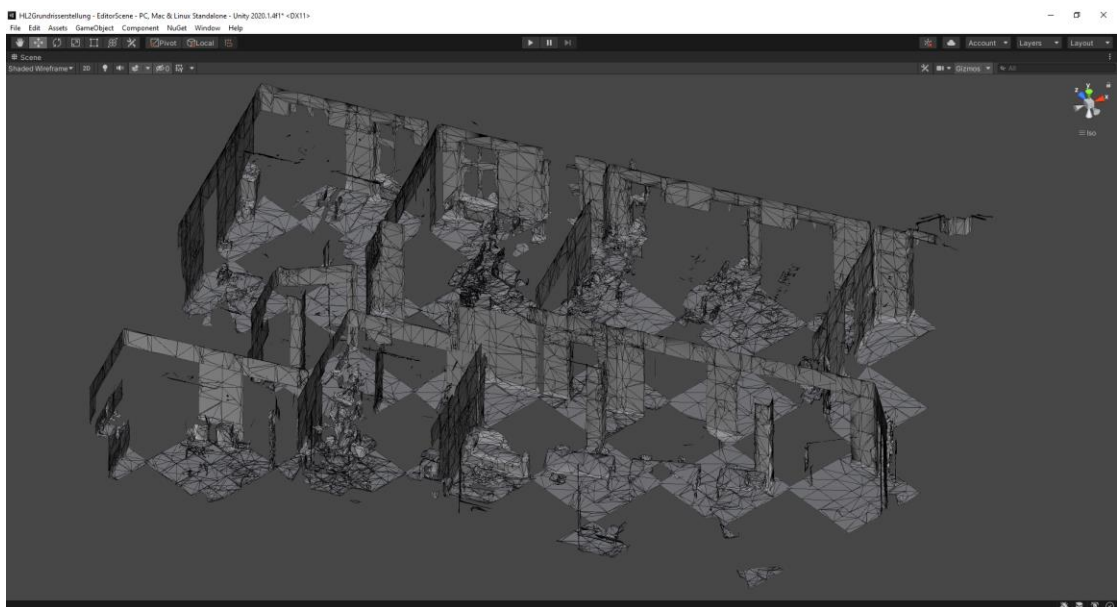 HL2Grundrisserstellung - EditorScene - PC, Mac & Linux Standalone - Unity 2020.1.4f1* <DX11>
File Edit Assets GameObject Component NuGet Window Help
Pivot Local Account Layers Layout
Scene
Shaded Wireframe 2D 0 Gizmos All
y
z x
Iso